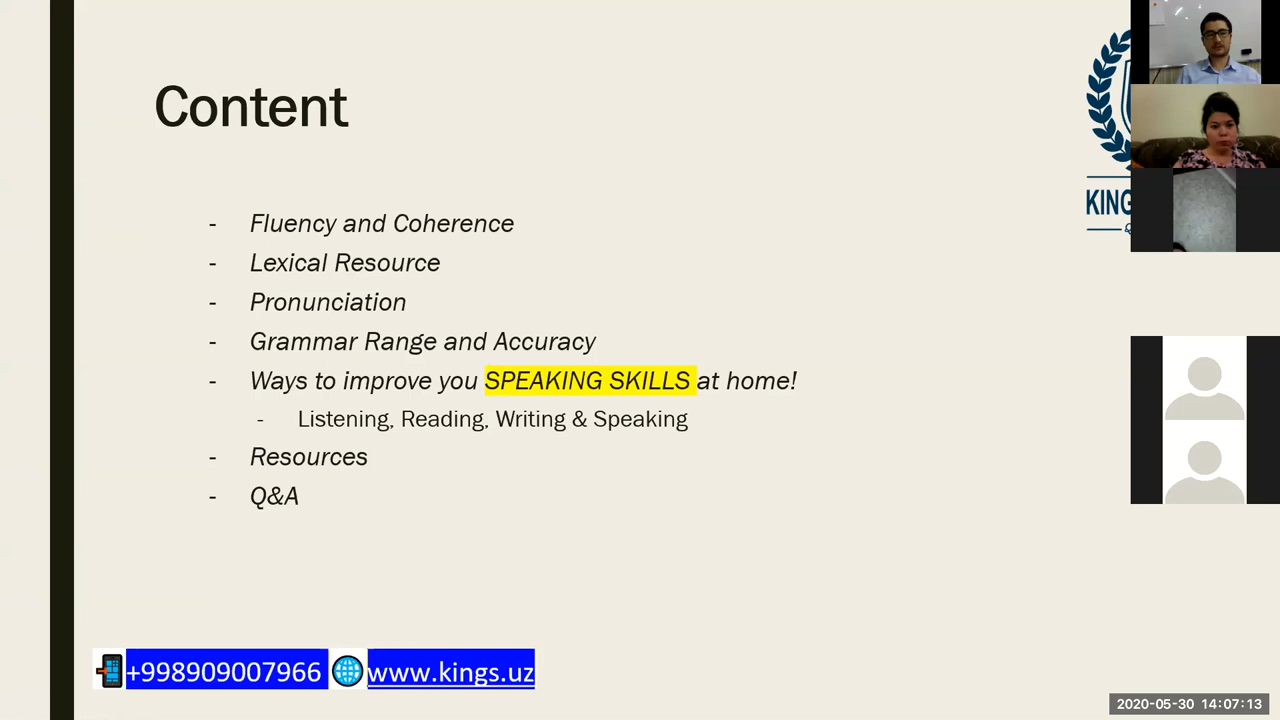 Content
- Fluency and Coherence
- Lexical Resource
- Pronunciation
- Grammar Range and Accuracy
- Ways to improve you SPEAKING SKILLS at home!
- Listening, Reading, Writing & Speaking
- Resources
- Q&A
KING
+998909007966 www.kings.uz
2020-05-30 14:07:13